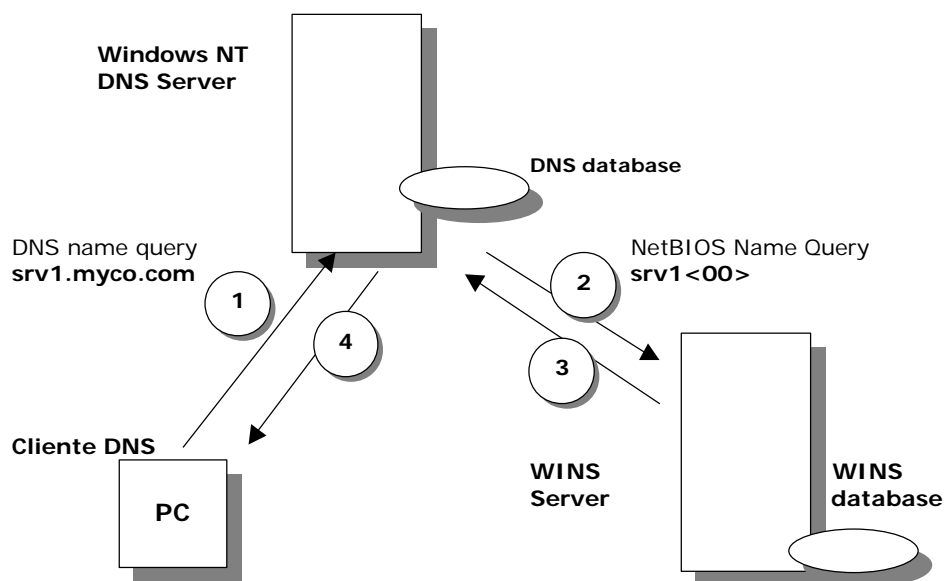 Windows NT
DNS Server
DNS database
DNS name query
srv1.myco.com
NetBIOS Name Query
srv1<00>
1
2
4
3
Cliente DNS
PC
WINS
Server
WINS
database